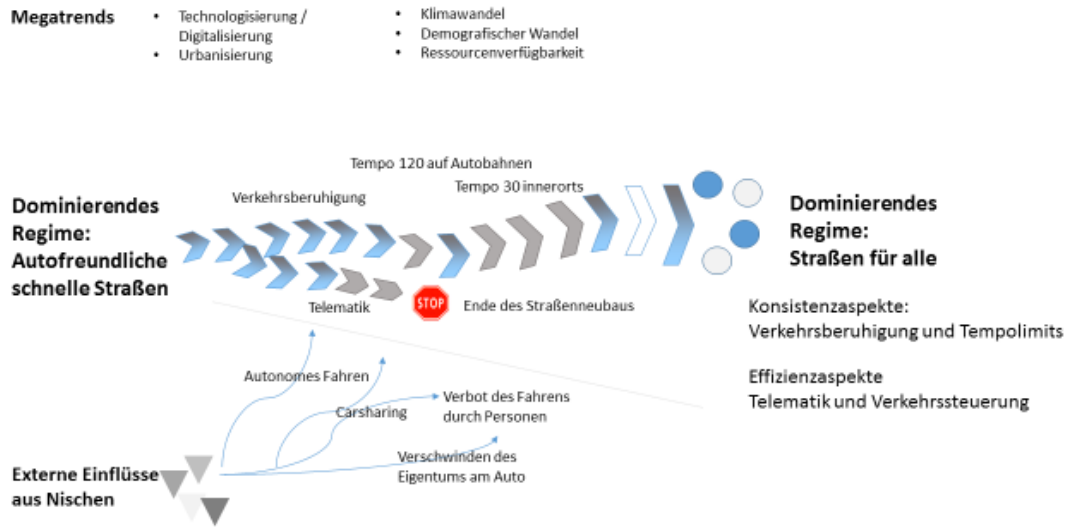 Megatrends
• Technologisierung /
Digitalisierung
• Urbanisierung
• Klimawandel
• Demografischer Wandel
• Ressourcenverfügbarkeit
Tempo 120 auf Autobahnen
Tempo 30 innerorts
Verkehrsberuhigung
Dominierendes
Regime:
Autofreundliche
schnelle Straßen
Dominierendes
Regime:
Straßen für alle
Telematik
STOP
Ende des Straßenneubaus
Konsistenzaspekte:
Verkehrsberuhigung und Tempolimits
Effizienzaspekte
Telematik und Verkehrssteuerung
Autonomes Fahren
Carsharing
Verbot des Fahrens
durch Personen
Verschwinden des
Eigentums am Auto
Externe Einflüsse
aus Nischen